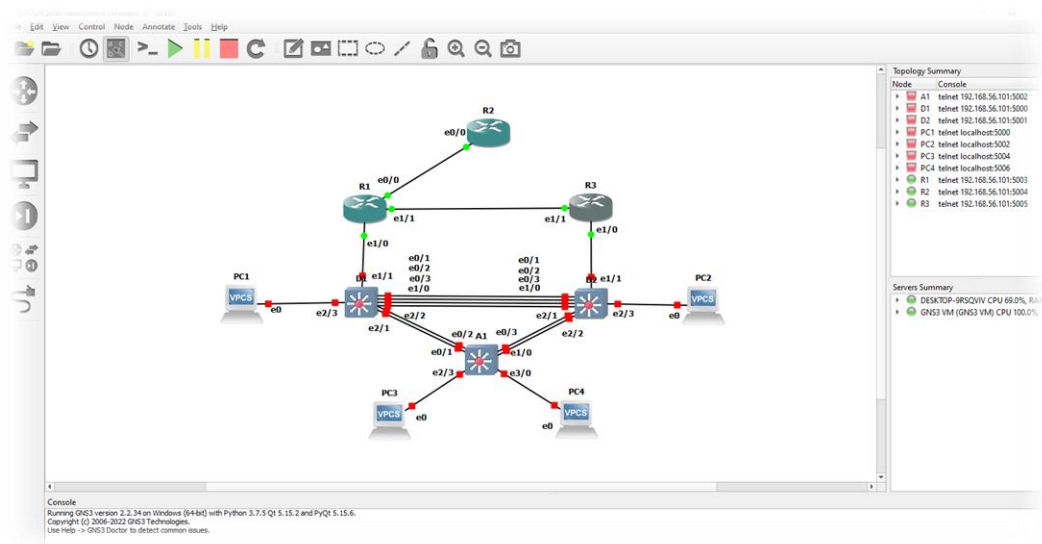 Edit View Control Node Annotate Tools Help
Topology Summary
Node Console
A1 telnet 192.168.56.101:5002
D1 telnet 192.168.56.101:5000
D2 telnet 192.168.56.101:5001
PC1 telnet localhost:5000
PC2 telnet localhost:5002
PC3 telnet localhost:5004
PC4 telnet localhost:5006
R1 telnet 192.168.56.101:5003
R2 telnet 192.168.56.101:5004
R3 telnet 192.168.56.101:5005
R2
e0/0
e0/0
R1
R3
e1/1
e1/1
e1/0
e1/0
e0/1
e0/2
e0/3
e1/0
e0/1
e0/2
e0/3
e1/0
PC1
e1/1
e1/1
PC2
VPCS
VPCS
e0
e2/3
e2/2
e2/1
e2/3
e0
e2/1
e0/2
A1
e0/3
e2/2
e0/1
e1/0
e2/3
e3/0
PC3
PC4
VPCS
VPCS
e0
e0
Servers Summary
DESKTOP-9RSQVIV CPU 69.0%,
GNS3 VM (GNS3 VM) CPU 100.0%,
Console
Running GNS3 version 2.2.34 on Windows (64-bit) with Python 3.7.5 Qt 5.15.2 and PyQt 5.15.6.
Copyright (c) 2006-2022 GNS3 Technologies.
Use Help -> GNS3 Doctor to detect common issues.